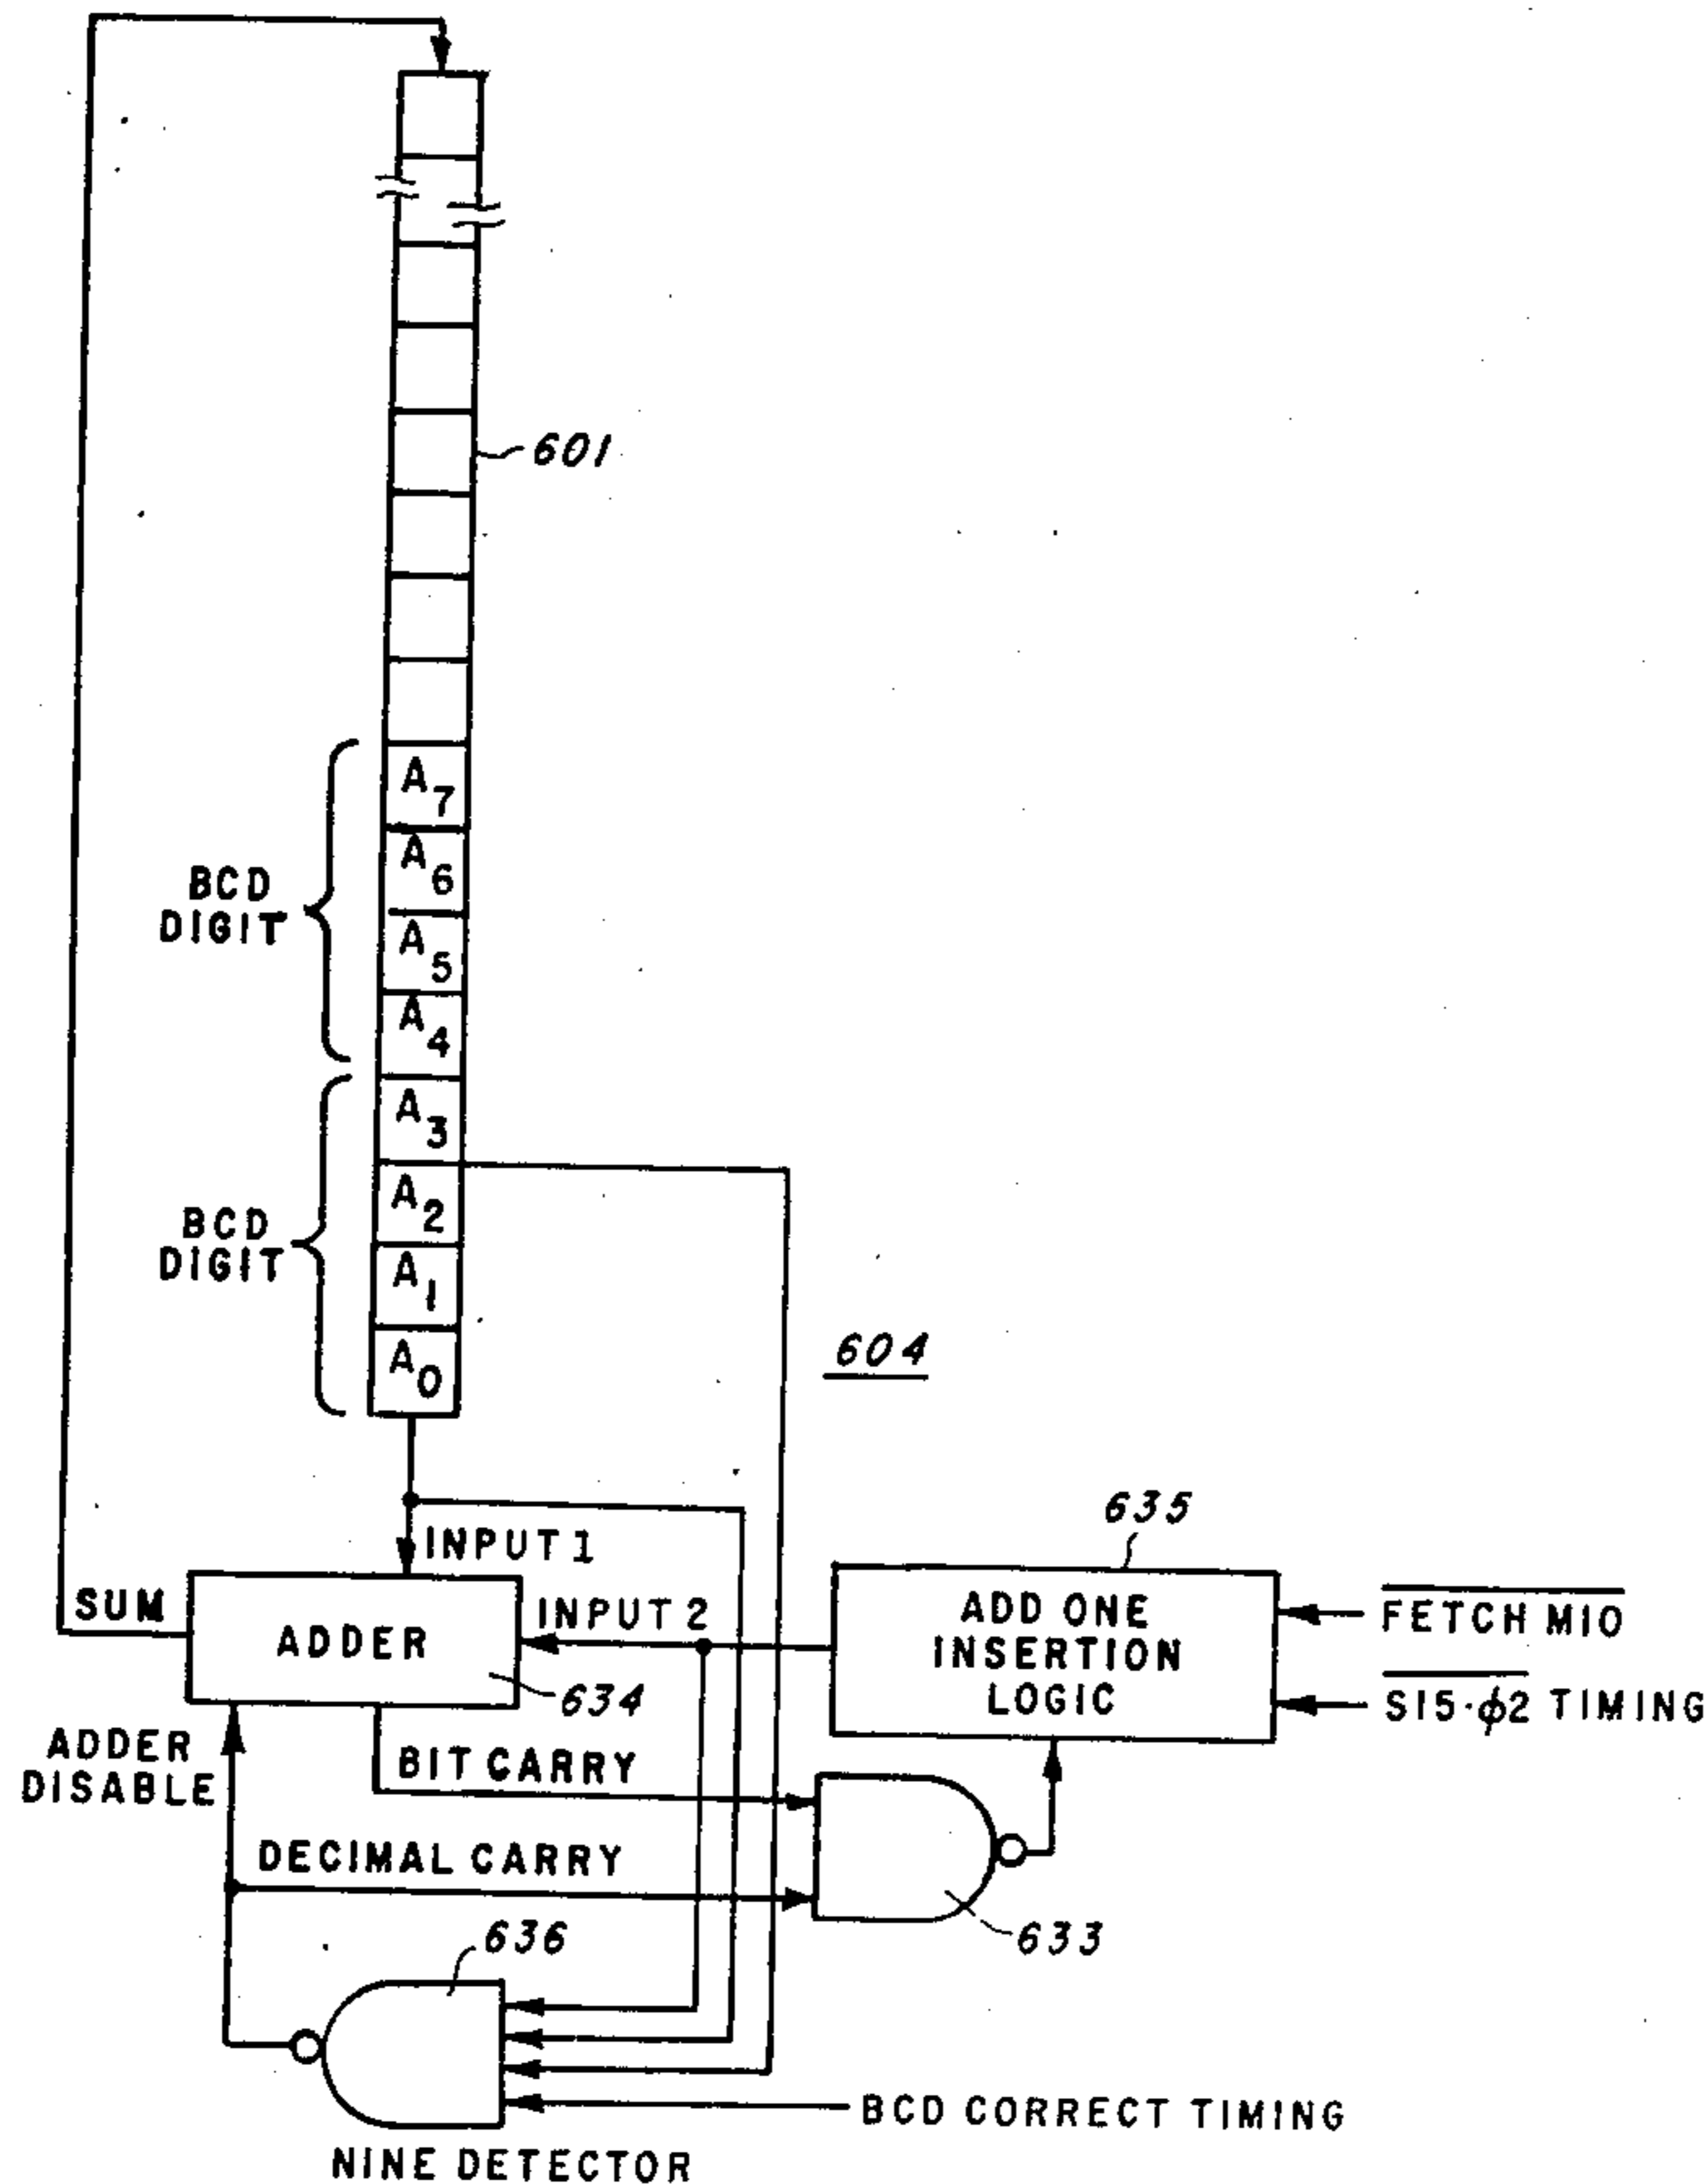 601
A7
A6
BCD
DIGIT
A5
A4
A3
A2
BCD
DIGIT
A1
A0
604
635
INPUT 1
SUM
ADDER
INPUT 2
634
ADD ONE
INSERTION
LOGIC
FETCH M10
S15·ϕ2 TIMING
ADDER
DISABLE
BIT CARRY
DECIMAL CARRY
633
636
BCD CORRECT TIMING
NINE DETECTOR